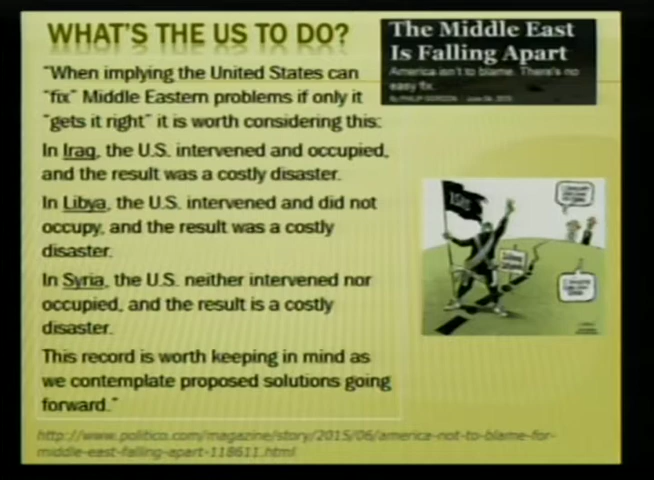 WHAT'S THE US TO DO?
The Middle East
Is Falling Apart
America isn't to blame. There's no
easy fix.
By PHILIP GORDON
"When implying the United States can
"fix" Middle Eastern problems if only it
"gets it right" it is worth considering this:
In Iraq, the U.S. intervened and occupied,
and the result was a costly disaster.
In Libya, the U.S. intervened and did not
occupy, and the result was a costly
disaster.
In Syria, the U.S. neither intervened nor
occupied, and the result is a costly
disaster.
This record is worth keeping in mind as
we contemplate proposed solutions going
forward."
ISIS
http://www.politico.com/magazine/story/2015/06/america-not-to-blame-for-
middle-east-falling-apart-118611.html